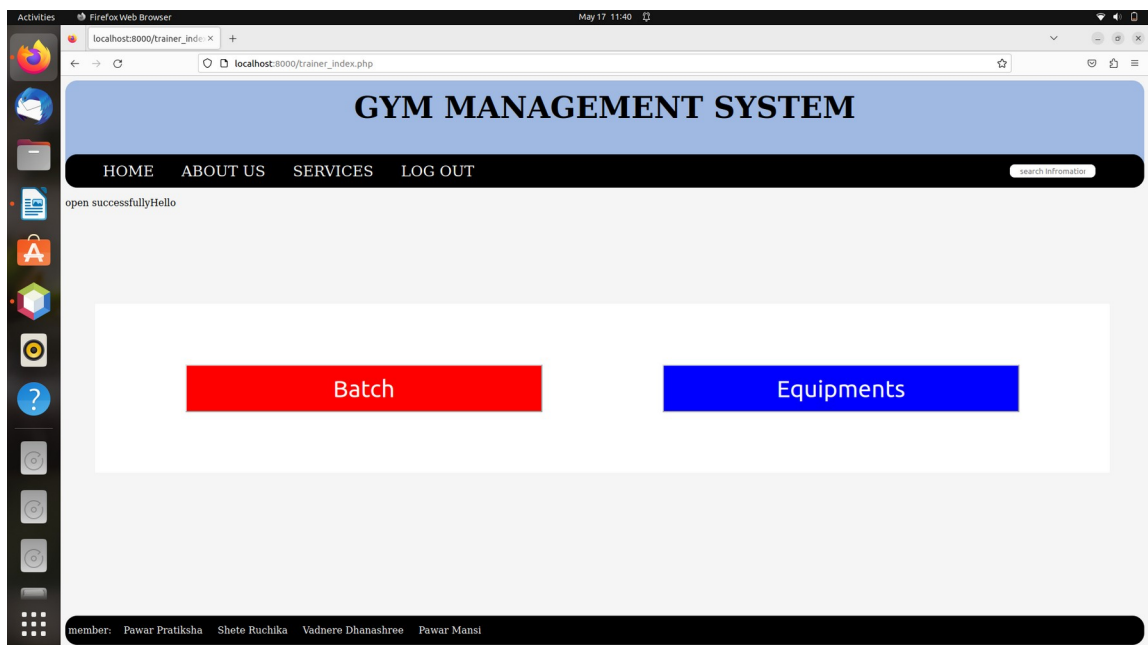 Activities Firefox Web Browser May 17 11:40
localhost:8000/trainer_inde
localhost:8000/trainer_index.php
GYM MANAGEMENT SYSTEM
HOME ABOUT US SERVICES LOG OUT search Infromation
open successfullyHello
Batch Equipments
member: Pawar Pratiksha Shete Ruchika Vadnere Dhanashree Pawar Mansi